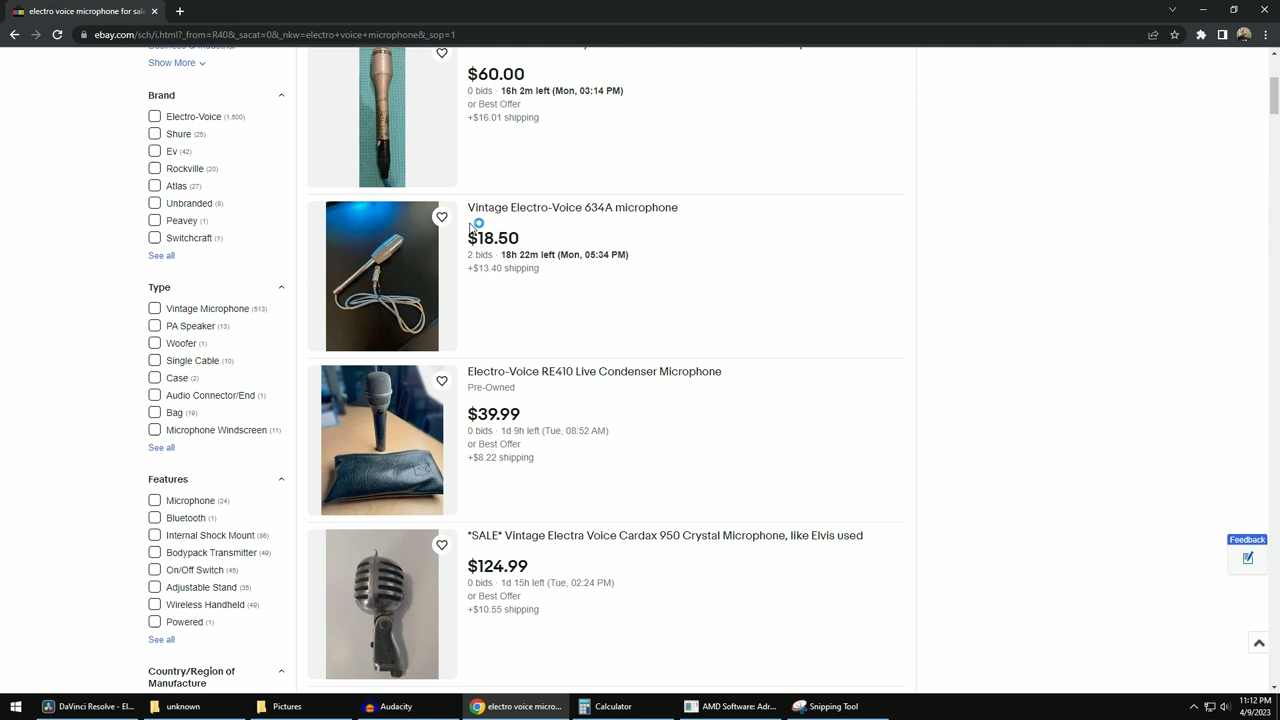 electro voice microphone for sale
ebay.com/sch/i.html?_from=R40&_sacat=0&_nkw=electro+voice+microphone&_sop=1
Show More
Brand
Electro-Voice (1,500)
Shure (25)
Ev (42)
Rockville (20)
Atlas (27)
Unbranded (8)
Peavey (1)
Switchcraft (1)
See all
Type
Vintage Microphone (513)
PA Speaker (13)
Woofer (1)
Single Cable (10)
Case (2)
Audio Connector/End (1)
Bag (19)
Microphone Windscreen (11)
See all
Features
Microphone (24)
Bluetooth (1)
Internal Shock Mount (86)
Bodypack Transmitter (49)
On/Off Switch (45)
Adjustable Stand (35)
Wireless Handheld (49)
Powered (1)
See all
Country/Region of
Manufacture
$60.00
0 bids · 16h 2m left (Mon, 03:14 PM)
or Best Offer
+$16.01 shipping
Vintage Electro-Voice 634A microphone
$18.50
2 bids · 18h 22m left (Mon, 05:34 PM)
+$13.40 shipping
Electro-Voice RE410 Live Condenser Microphone
Pre-Owned
$39.99
0 bids · 1d 9h left (Tue, 08:52 AM)
or Best Offer
+$8.22 shipping
*SALE* Vintage Electra Voice Cardax 950 Crystal Microphone, like Elvis used
$124.99
0 bids · 1d 15h left (Tue, 02:24 PM)
or Best Offer
+$10.55 shipping
Feedback
DaVinci Resolve - El...
unknown
Pictures
Audacity
electro voice micro...
Calculator
AMD Software: Adr...
Snipping Tool
11:12 PM
4/9/2023